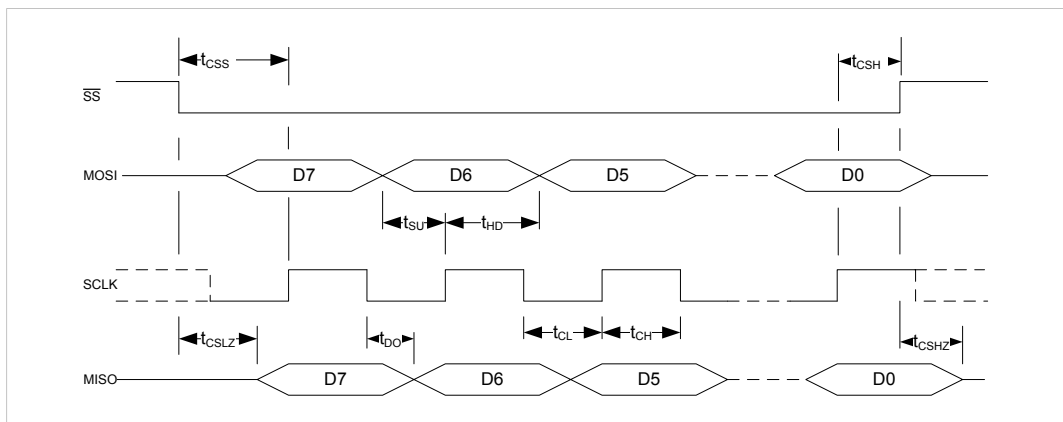 tCSS
tCSH
SS
MOSI
D7
D6
D5
D0
tSU
tHD
SCLK
tCSLZ
tDO
tCL
tCH
tCSHZ
MISO
D7
D6
D5
D0